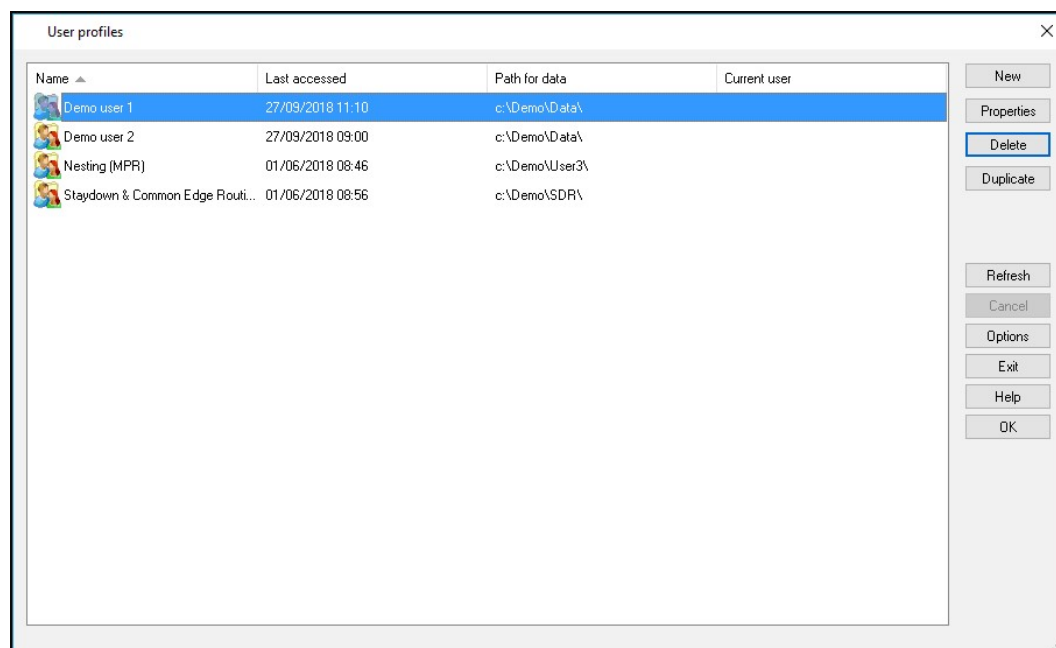 User profiles
Name Last accessed Path for data Current user
Demo user 1 27/09/2018 11:10 c:\Demo\Data\
Demo user 2 27/09/2018 09:00 c:\Demo\Data\
Nesting (MPR) 01/06/2018 08:46 c:\Demo\User3\
Staydown & Common Edge Routi... 01/06/2018 08:56 c:\Demo\SDR\
New
Properties
Delete
Duplicate
Refresh
Cancel
Options
Exit
Help
OK